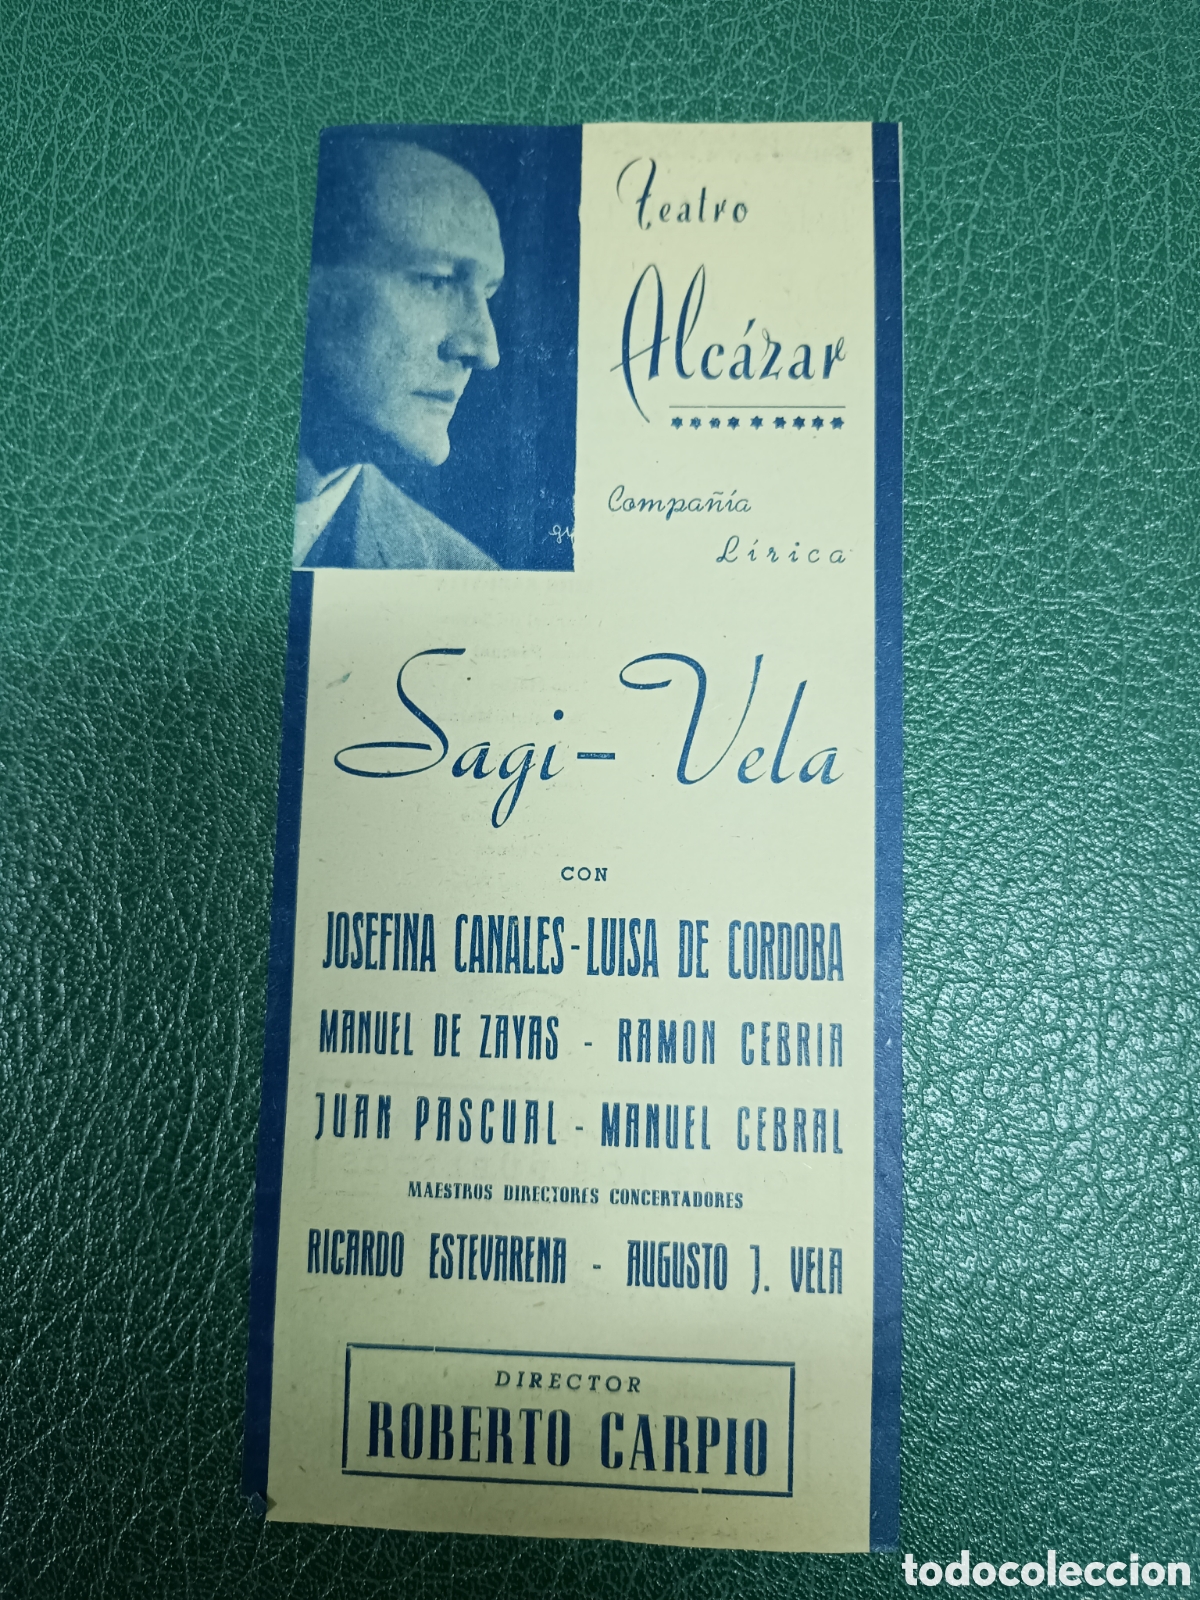 Teatro
Alcázar
Compañía
Lírica
Sagi - Vela
CON
JOSEFINA CANALES - LUISA DE CORDOBA
MANUEL DE ZAYAS - RAMON CEBRIA
JUAN PASCUAL - MANUEL CEBRAL
MAESTROS DIRECTORES CONCERTADORES
RICARDO ESTEVARENA - AUGUSTO J. VELA
DIRECTOR
ROBERTO CARPIO
todocoleccion